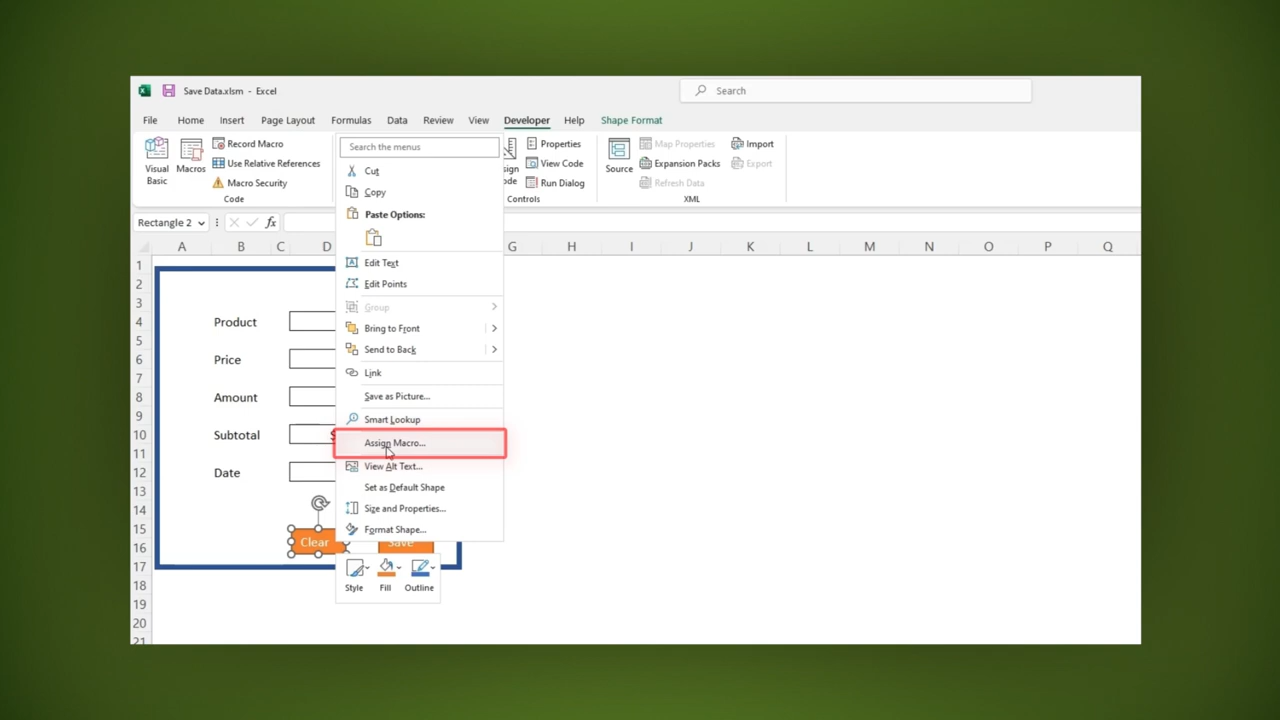 Save Data.xlsm - Excel
Search
File Home Insert Page Layout Formulas Data Review View Developer Help Shape Format
Visual Basic
Macros
Record Macro
Use Relative References
Macro Security
Code
Properties
View Code
Run Dialog
Controls
Source
Map Properties
Expansion Packs
Refresh Data
Import
Export
XML
Rectangle 2
fx
A B C D G H I J K L M N O P Q
1
2
3
4
5
6
7
8
9
10
11
12
13
14
15
16
17
18
19
20
21
Product
Price
Amount
Subtotal
Date
Clear
Save
Search the menus
Cut
Copy
Paste Options:
Edit Text
Edit Points
Group
Bring to Front
Send to Back
Link
Save as Picture...
Smart Lookup
Assign Macro...
View Alt Text...
Set as Default Shape
Size and Properties...
Format Shape...
Style Fill Outline